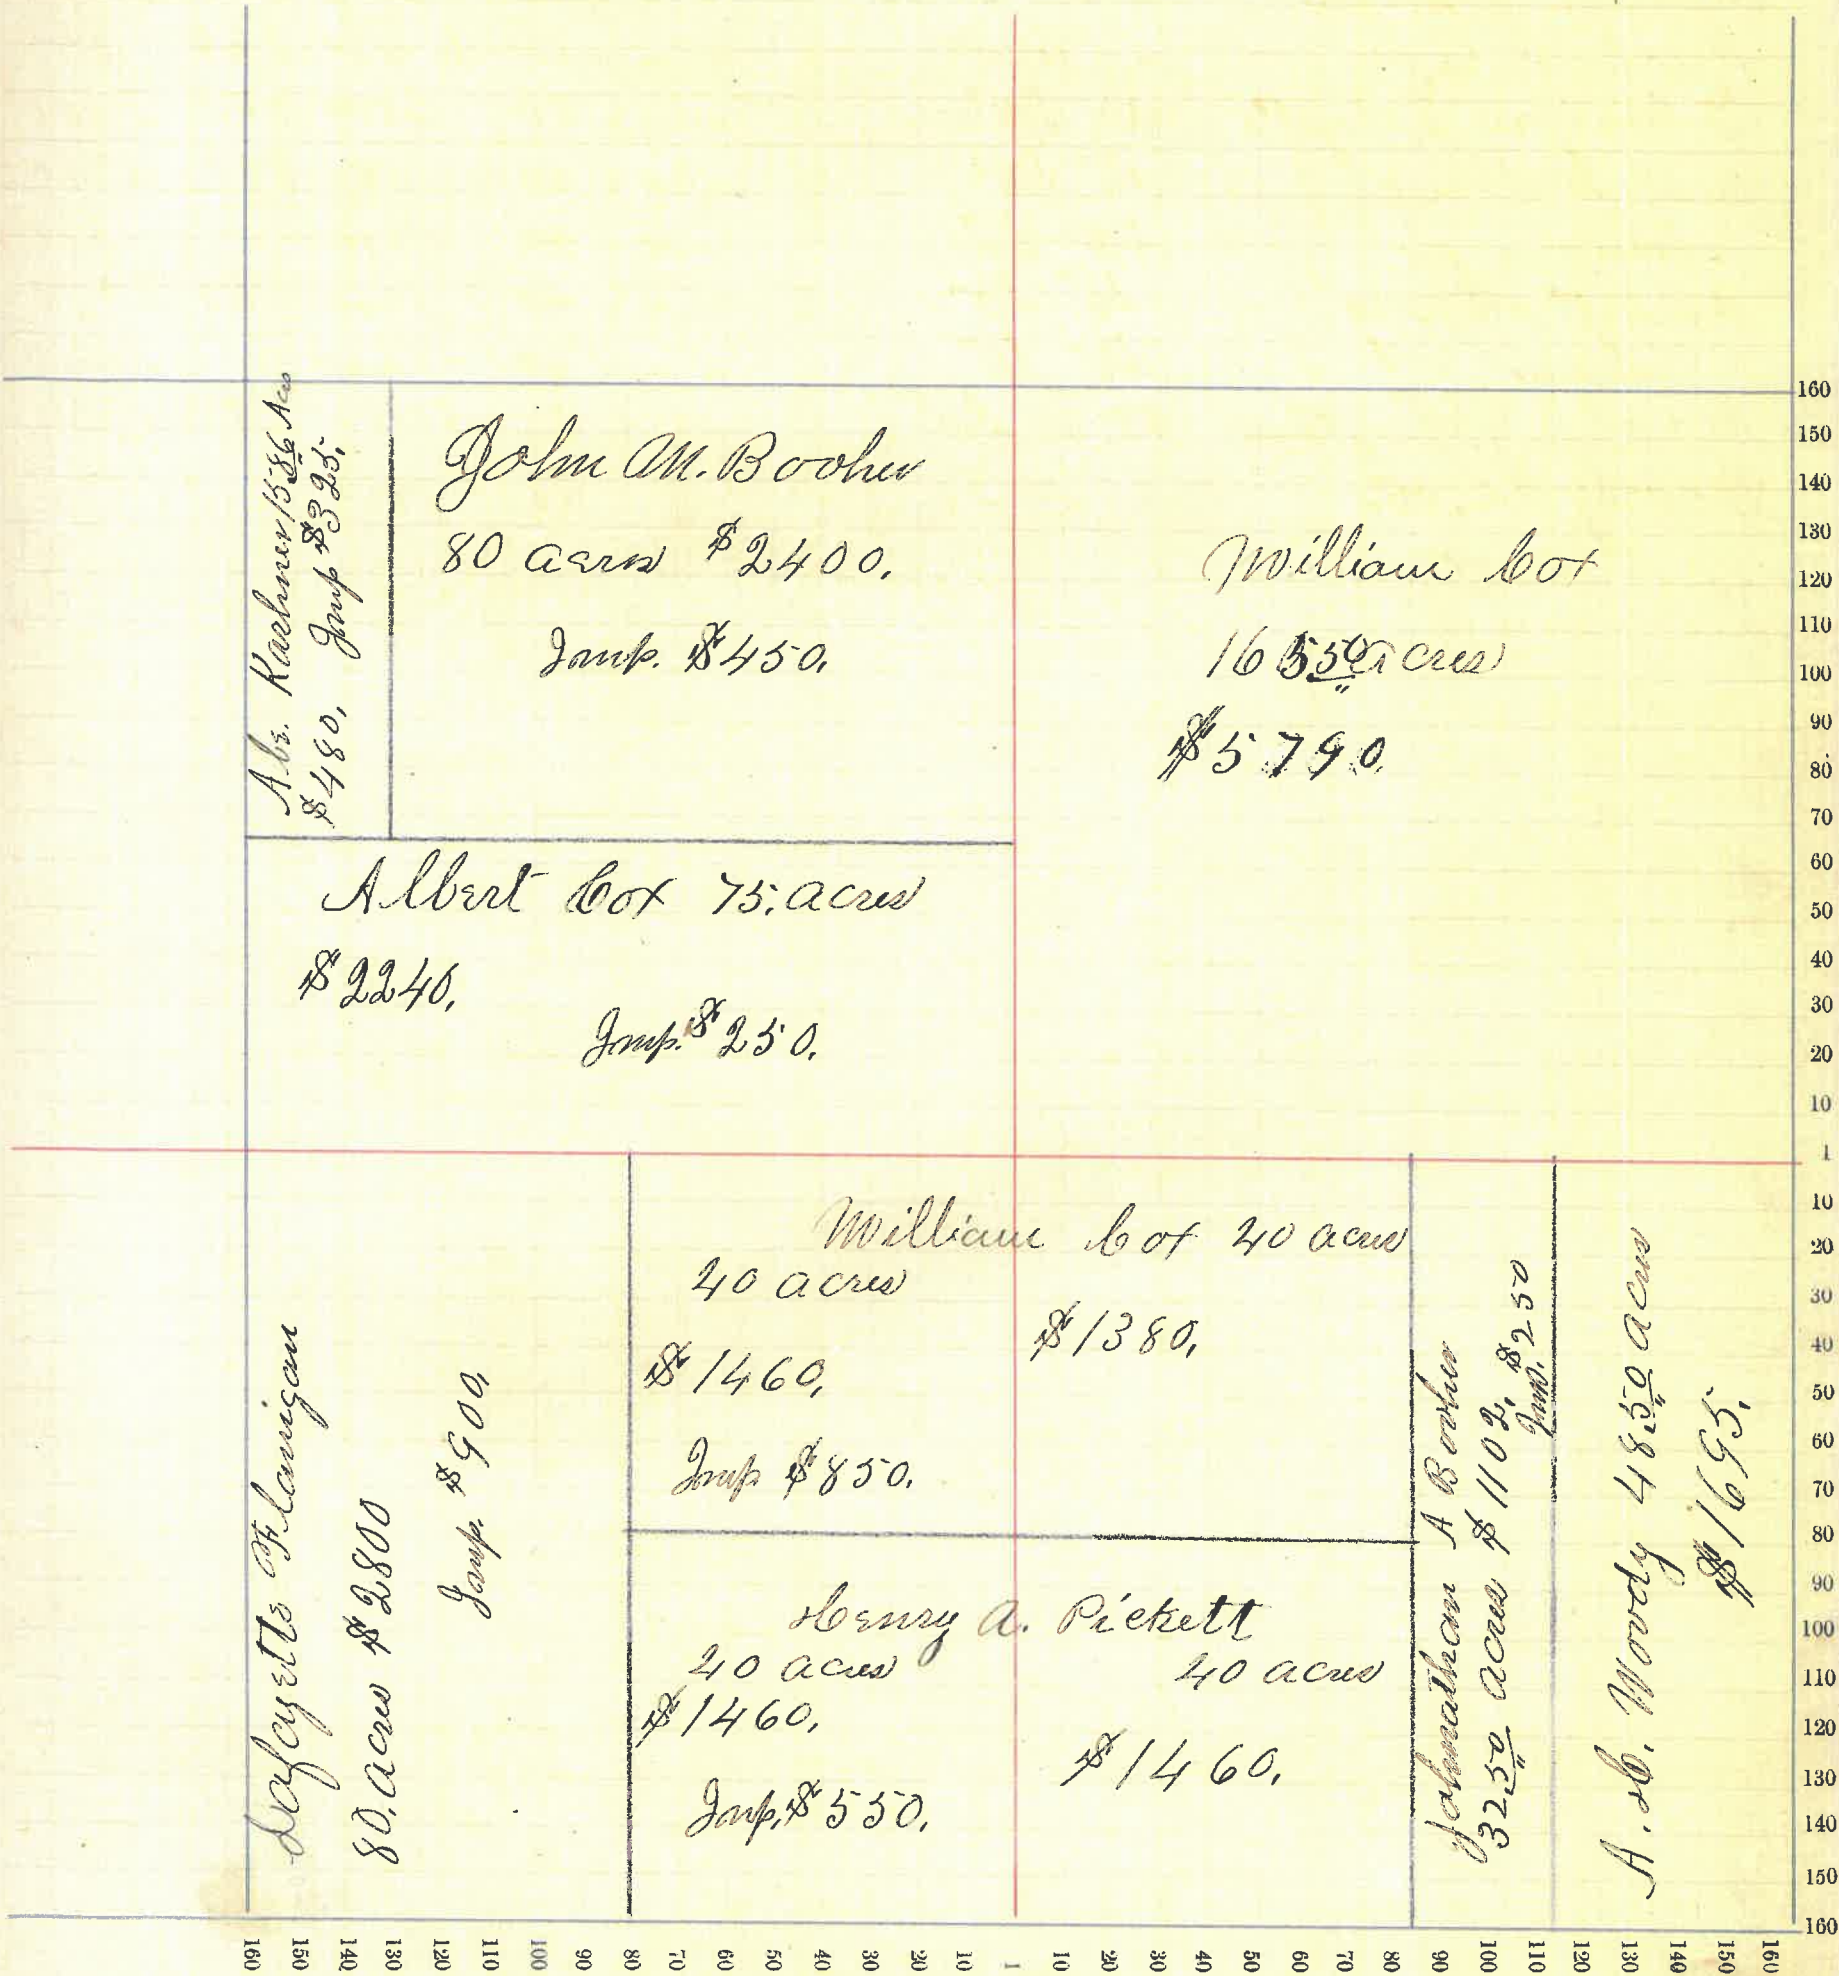 Abe. Karlmer 15 86 Acres
$480, Imp $325,
John M. Booher
80 acres $2400.
Imp. $450,
William Cox
165 50 acres
$5790.
Albert Cox 75, acres
$2240,
Imp. $250.
Lafayette Flanigan
80, acres $2800
Imp. $900,
William Cox 40 acres
40 acres
$1380,
$1460,
Imp $850.
Henry A. Pickett
40 acres 40 acres
$1460,
$1460,
Imp, $550,
Johnathan A Booher
32 50 acres $1102,
Imp. $250
A. H. Woody 48 50 acres
$1695,
160
150
140
130
120
110
100
90
80
70
60
50
40
30
20
10
1
10
20
30
40
50
60
70
80
90
100
110
120
130
140
150
160
160 150 140 130 120 110 100 90 80 70 60 50 40 30 20 10 1 10 20 30 40 50 60 70 80 90 100 110 120 130 140 150 160